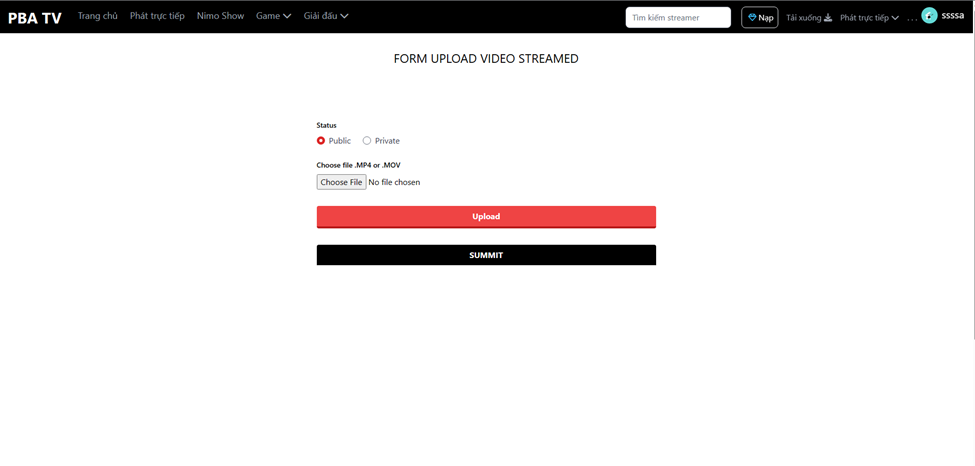 PBA TV Trang chủ Phát trực tiếp Nimo Show Game Giải đấu Tìm kiếm streamer Nạp Tải xuống Phát trực tiếp ... ssssa
FORM UPLOAD VIDEO STREAMED
Status
Public Private
Choose file .MP4 or .MOV
Choose File No file chosen
Upload
SUMMIT